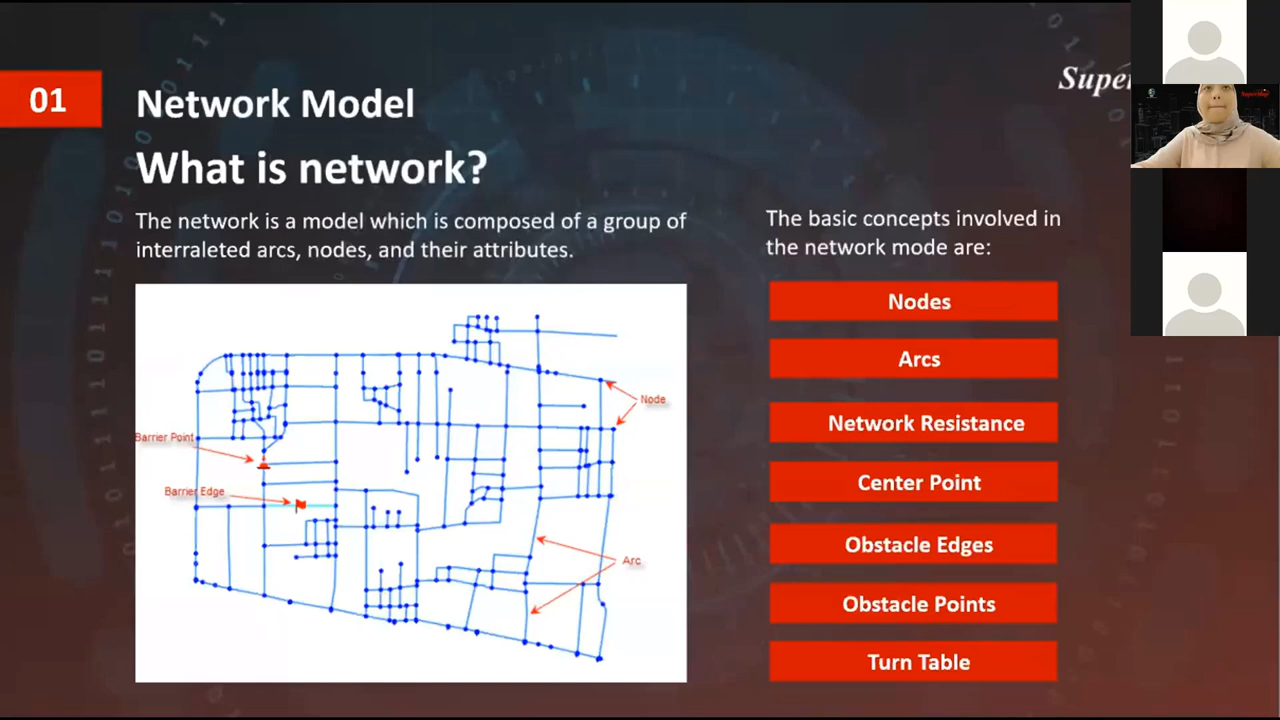 01
Network Model
What is network?
The network is a model which is composed of a group of
interraleted arcs, nodes, and their attributes.
Node
Barrier Point
Barrier Edge
Arc
The basic concepts involved in
the network mode are:
Nodes
Arcs
Network Resistance
Center Point
Obstacle Edges
Obstacle Points
Turn Table
Super
SuperMap